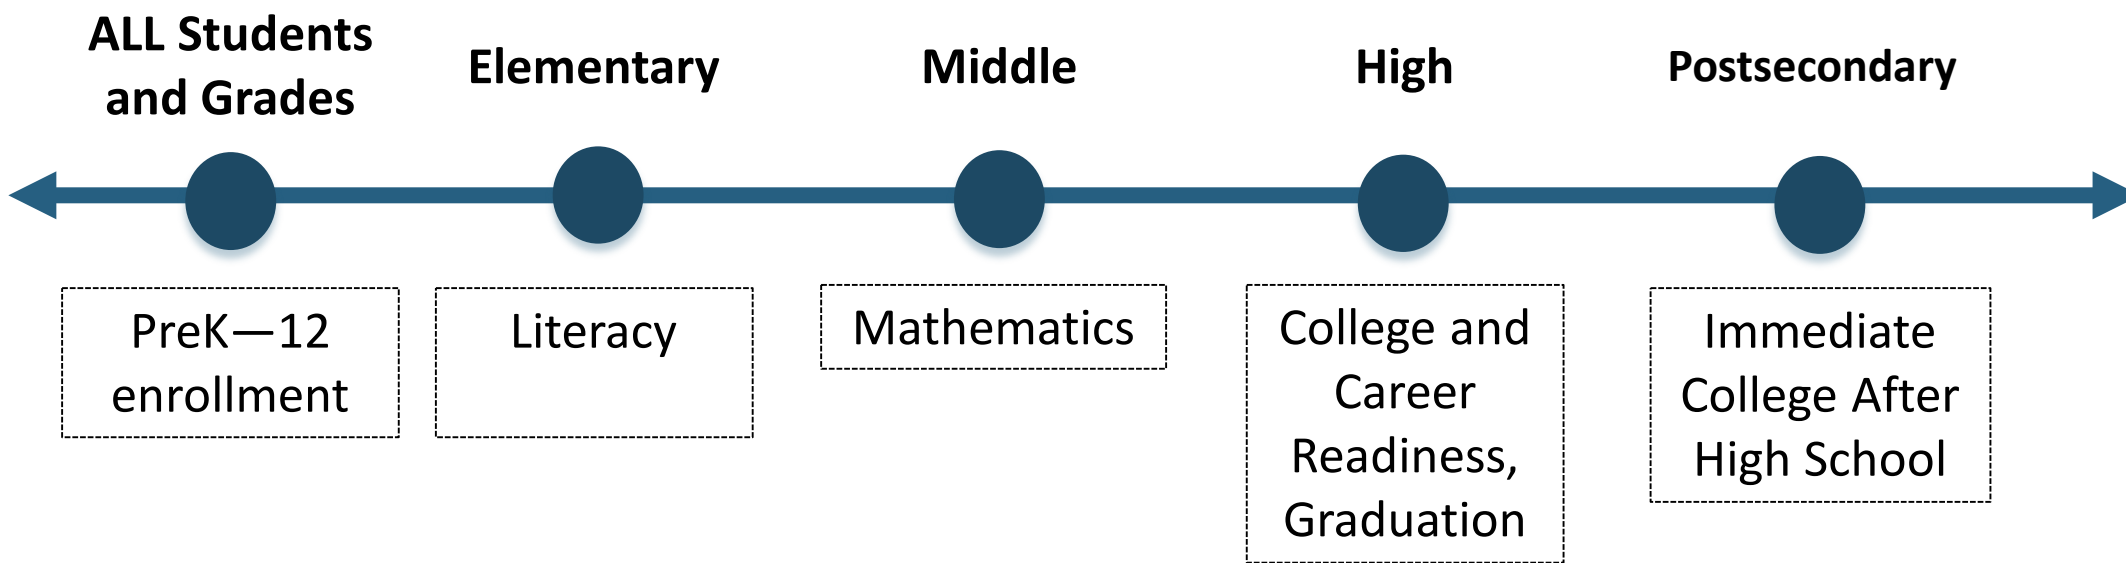 ALL Students
and Grades
Elementary
Middle
High
Postsecondary
PreK—12
enrollment
Literacy
Mathematics
College and
Career
Readiness,
Graduation
Immediate
College After
High School